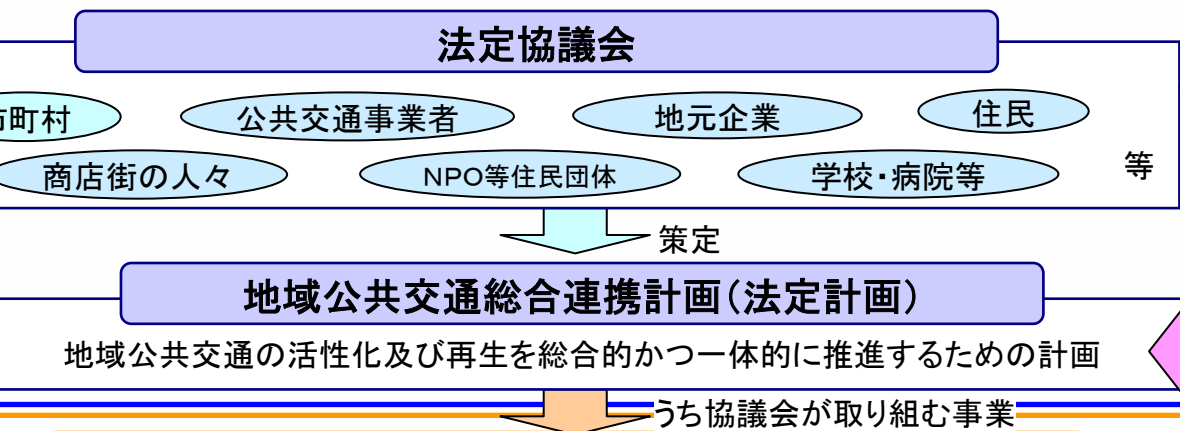 法定協議会
市町村 公共交通事業者 地元企業 住民
商店街の人々 NPO等住民団体 学校・病院等 等
策定
地域公共交通総合連携計画（法定計画）
地域公共交通の活性化及び再生を総合的かつ一体的に推進するための計画
うち協議会が取り組む事業